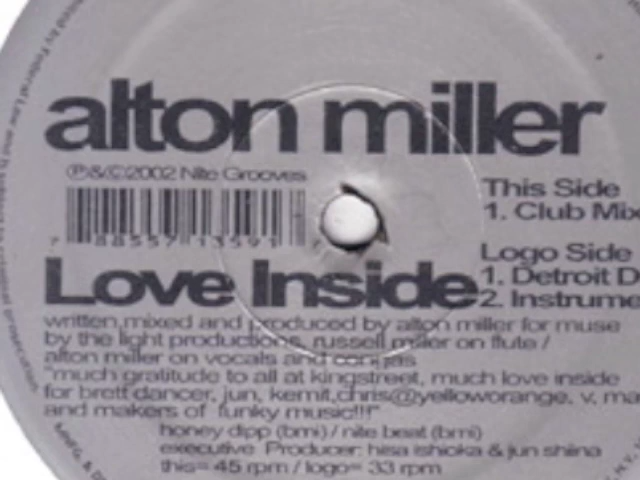 alton miller
℗&©2002 Nite Grooves
This Side
1. Club Mix
7 88557 13591
Logo Side
1. Detroit D
Love Inside
2. Instrume
written,mixed and produced by alton miller for muse
by the light productions, russell miller on flute /
alton miller on vocals and congas
"much gratitude to all at kingstreet, much love inside
for brett dancer, jun, kemit,chris@yelloworange, v, ma
and makers of funky music!!!"
honey dipp (bmi) / nite beat (bmi)
executive Producer: hisa ishioka & jun shiina
this= 45 rpm / logo= 33 rpm